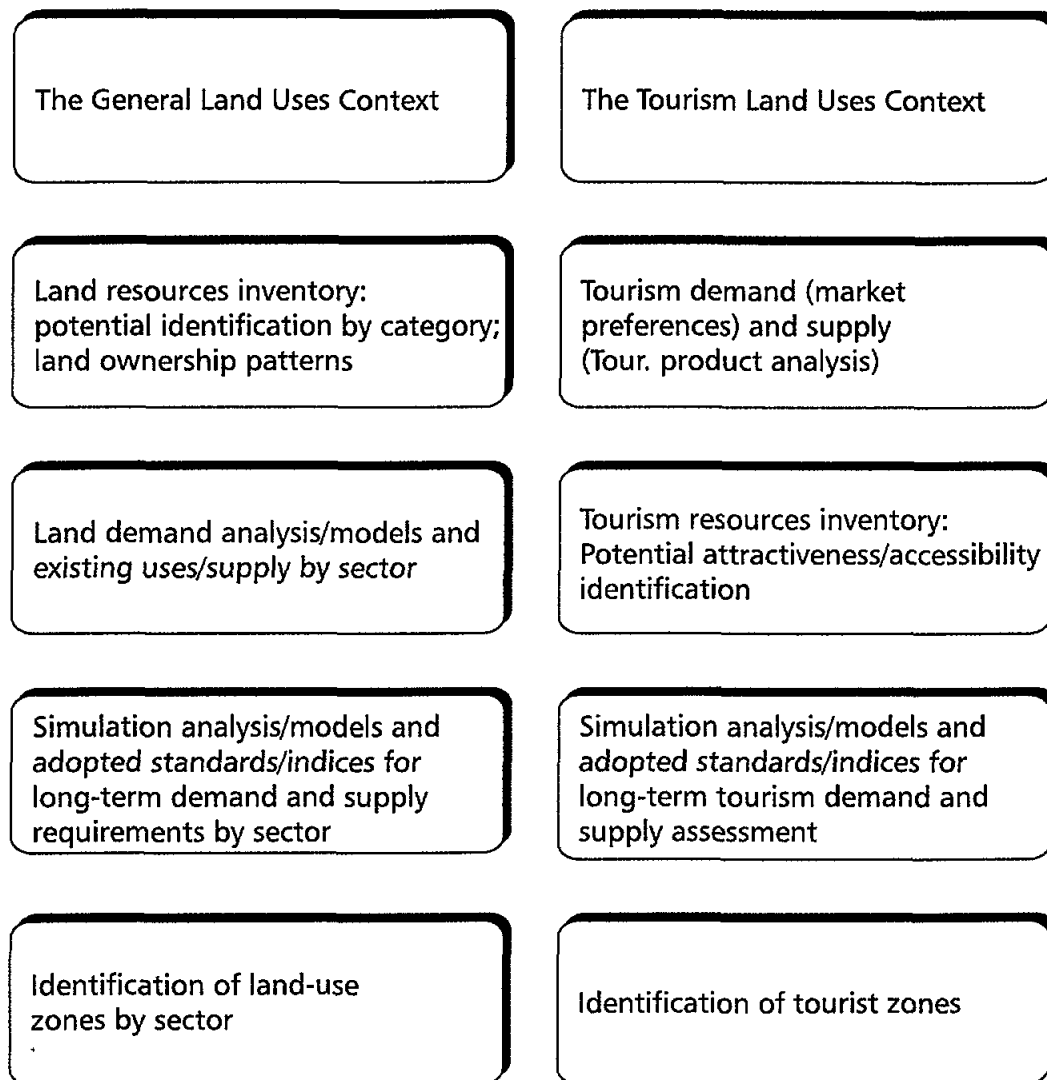 The General Land Uses Context
The Tourism Land Uses Context
Land resources inventory:
potential identification by category;
land ownership patterns
Tourism demand (market
preferences) and supply
(Tour. product analysis)
Land demand analysis/models and
existing uses/supply by sector
Tourism resources inventory:
Potential attractiveness/accessibility
identification
Simulation analysis/models and
adopted standards/indices for
long-term demand and supply
requirements by sector
Simulation analysis/models and
adopted standards/indices for
long-term tourism demand and
supply assessment
Identification of land-use
zones by sector
Identification of tourist zones